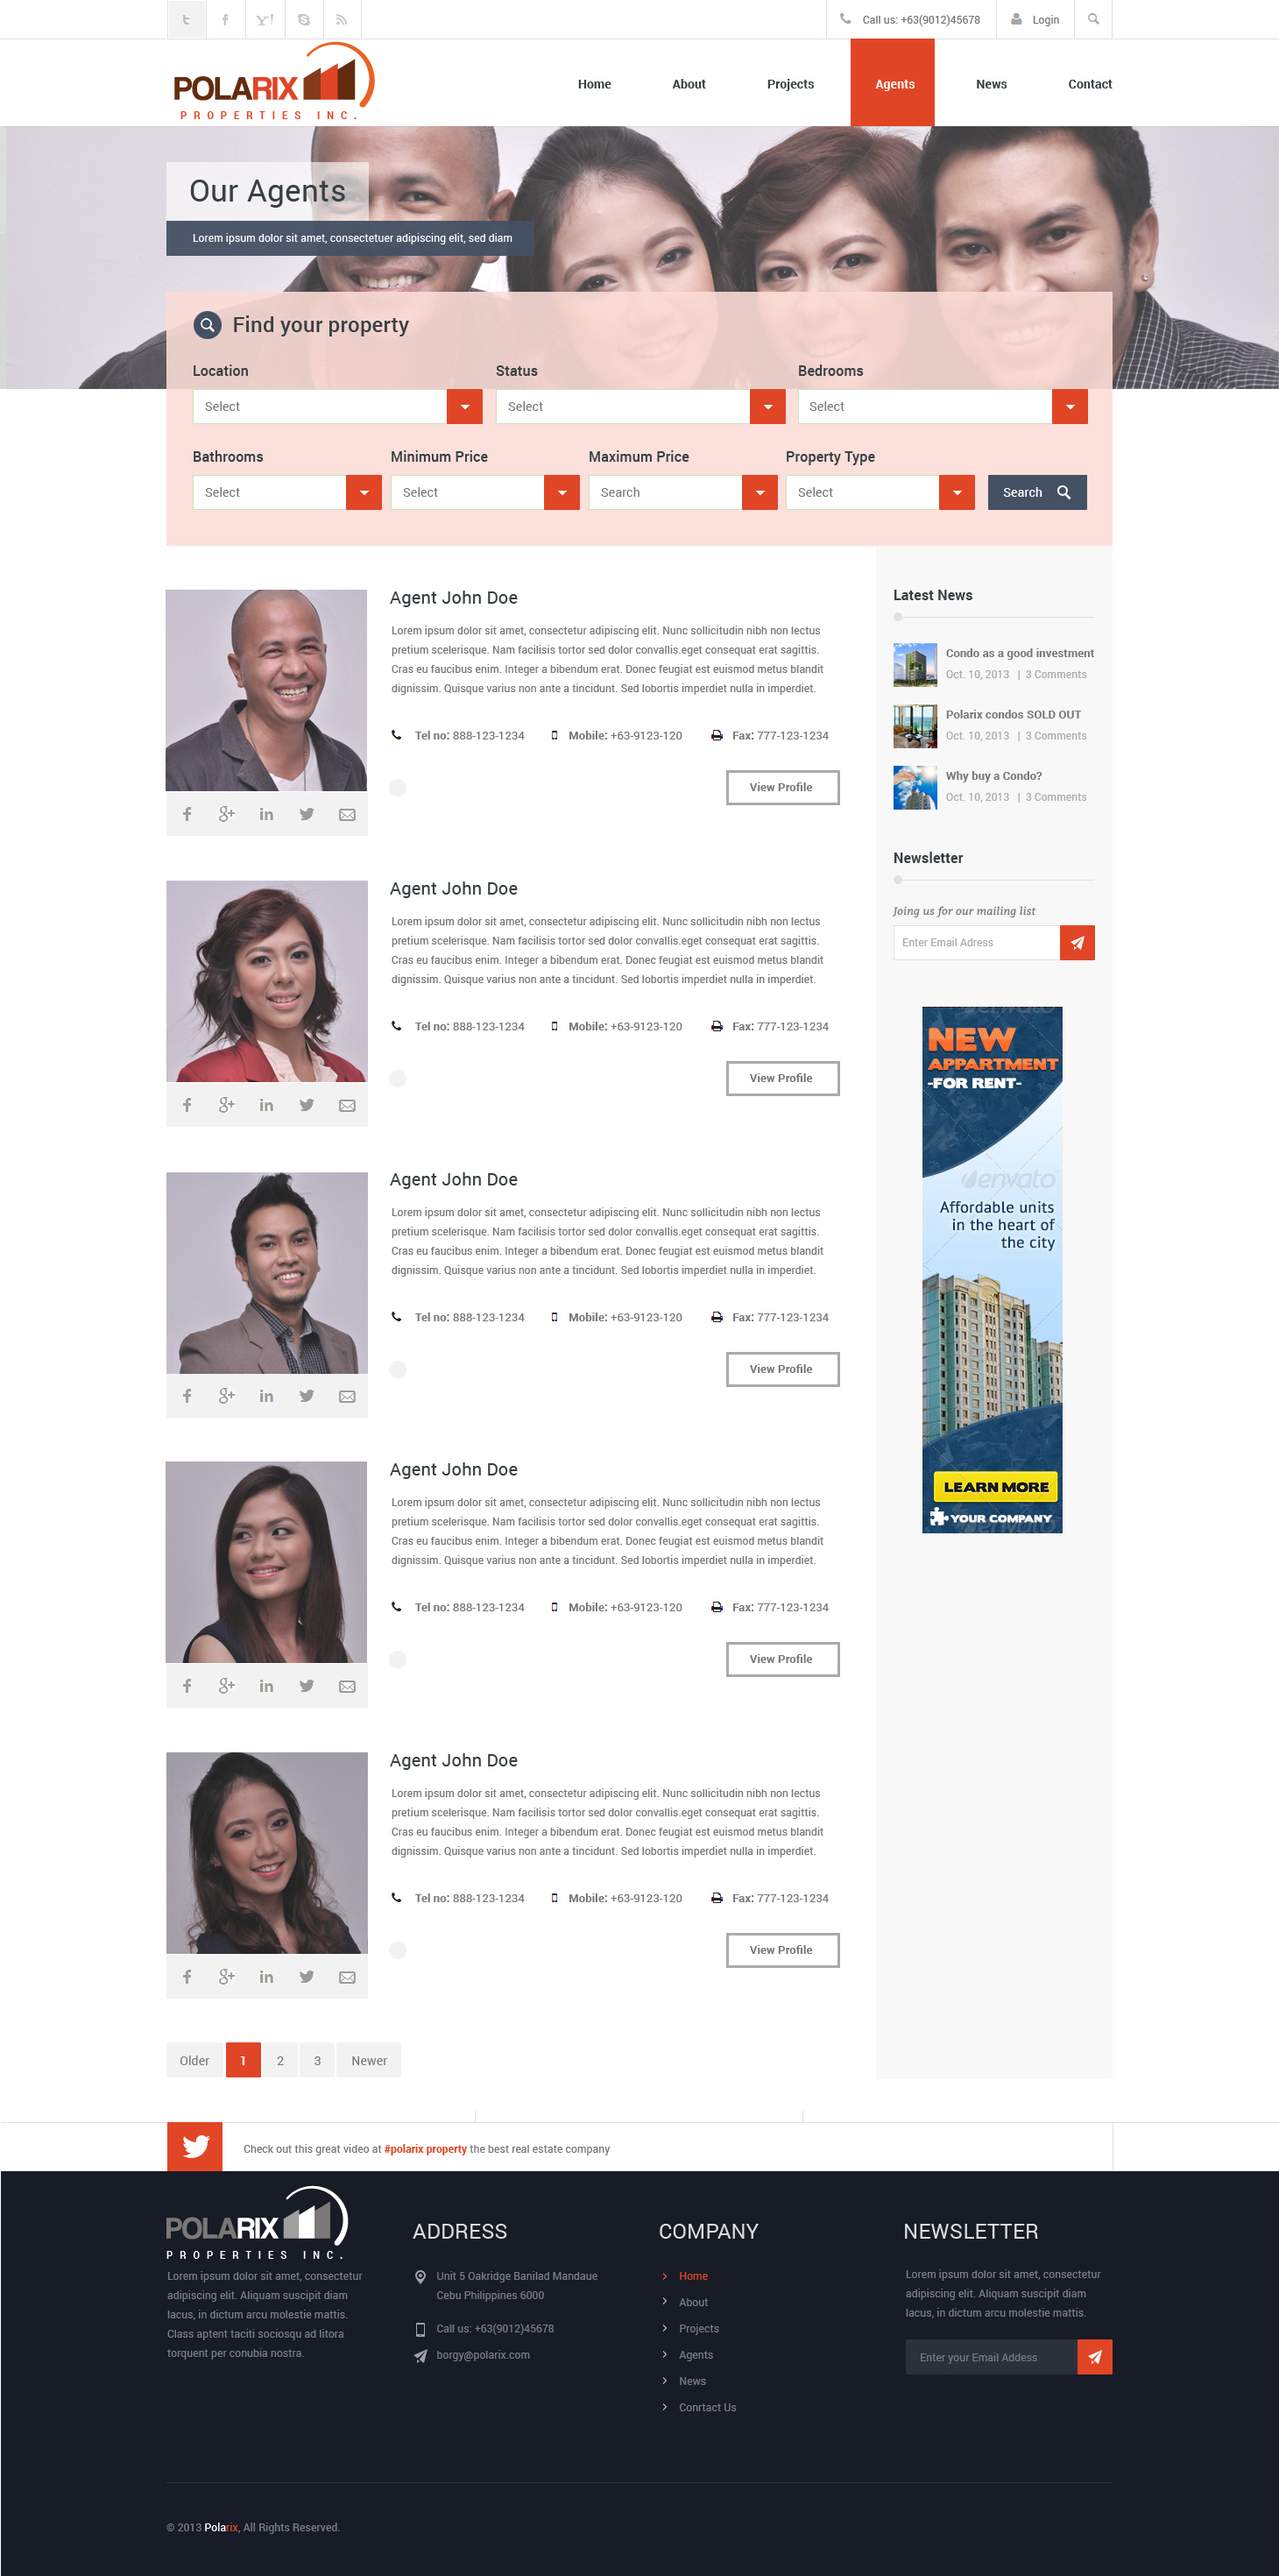 Call us: +63(9012)45678
Login
POLARIX
PROPERTIES INC.
Home
About
Projects
Agents
News
Contact
Our Agents
Lorem ipsum dolor sit amet, consectetuer adipiscing elit, sed diam
Find your property
Location
Status
Bedrooms
Select
Select
Select
Bathrooms
Minimum Price
Maximum Price
Property Type
Select
Select
Search
Select
Search
Agent John Doe
Lorem ipsum dolor sit amet, consectetur adipiscing elit. Nunc sollicitudin nibh non lectus
pretium scelerisque. Nam facilisis tortor sed dolor convallis.eget consequat erat sagittis.
Cras eu faucibus enim. Integer a bibendum erat. Donec feugiat est euismod metus blandit
dignissim. Quisque varius non ante a tincidunt. Sed lobortis imperdiet nulla in imperdiet.
Tel no: 888-123-1234
Mobile: +63-9123-120
Fax: 777-123-1234
View Profile
Agent John Doe
Lorem ipsum dolor sit amet, consectetur adipiscing elit. Nunc sollicitudin nibh non lectus
pretium scelerisque. Nam facilisis tortor sed dolor convallis.eget consequat erat sagittis.
Cras eu faucibus enim. Integer a bibendum erat. Donec feugiat est euismod metus blandit
dignissim. Quisque varius non ante a tincidunt. Sed lobortis imperdiet nulla in imperdiet.
Tel no: 888-123-1234
Mobile: +63-9123-120
Fax: 777-123-1234
View Profile
Agent John Doe
Lorem ipsum dolor sit amet, consectetur adipiscing elit. Nunc sollicitudin nibh non lectus
pretium scelerisque. Nam facilisis tortor sed dolor convallis.eget consequat erat sagittis.
Cras eu faucibus enim. Integer a bibendum erat. Donec feugiat est euismod metus blandit
dignissim. Quisque varius non ante a tincidunt. Sed lobortis imperdiet nulla in imperdiet.
Tel no: 888-123-1234
Mobile: +63-9123-120
Fax: 777-123-1234
View Profile
Agent John Doe
Lorem ipsum dolor sit amet, consectetur adipiscing elit. Nunc sollicitudin nibh non lectus
pretium scelerisque. Nam facilisis tortor sed dolor convallis.eget consequat erat sagittis.
Cras eu faucibus enim. Integer a bibendum erat. Donec feugiat est euismod metus blandit
dignissim. Quisque varius non ante a tincidunt. Sed lobortis imperdiet nulla in imperdiet.
Tel no: 888-123-1234
Mobile: +63-9123-120
Fax: 777-123-1234
View Profile
Agent John Doe
Lorem ipsum dolor sit amet, consectetur adipiscing elit. Nunc sollicitudin nibh non lectus
pretium scelerisque. Nam facilisis tortor sed dolor convallis.eget consequat erat sagittis.
Cras eu faucibus enim. Integer a bibendum erat. Donec feugiat est euismod metus blandit
dignissim. Quisque varius non ante a tincidunt. Sed lobortis imperdiet nulla in imperdiet.
Tel no: 888-123-1234
Mobile: +63-9123-120
Fax: 777-123-1234
View Profile
Older
1
2
3
Newer
Latest News
Condo as a good investment
Oct. 10, 2013 | 3 Comments
Polarix condos SOLD OUT
Oct. 10, 2013 | 3 Comments
Why buy a Condo?
Oct. 10, 2013 | 3 Comments
Newsletter
Joing us for our mailing list
Enter Email Adress
NEW
APPARTMENT
-FOR RENT-
envato
Affordable units
in the heart of
the city
LEARN MORE
YOUR COMPANY
Check out this great video at #polarix property the best real estate company
POLARIX
PROPERTIES INC.
Lorem ipsum dolor sit amet, consectetur
adipiscing elit. Aliquam suscipit diam
lacus, in dictum arcu molestie mattis.
Class aptent taciti sociosqu ad litora
torquent per conubia nostra.
ADDRESS
Unit 5 Oakridge Banilad Mandaue
Cebu Philippines 6000
Call us: +63(9012)45678
borgy@polarix.com
COMPANY
Home
About
Projects
Agents
News
Conrtact Us
NEWSLETTER
Lorem ipsum dolor sit amet, consectetur
adipiscing elit. Aliquam suscipit diam
lacus, in dictum arcu molestie mattis.
Enter your Email Addess
© 2013 Polarix, All Rights Reserved.